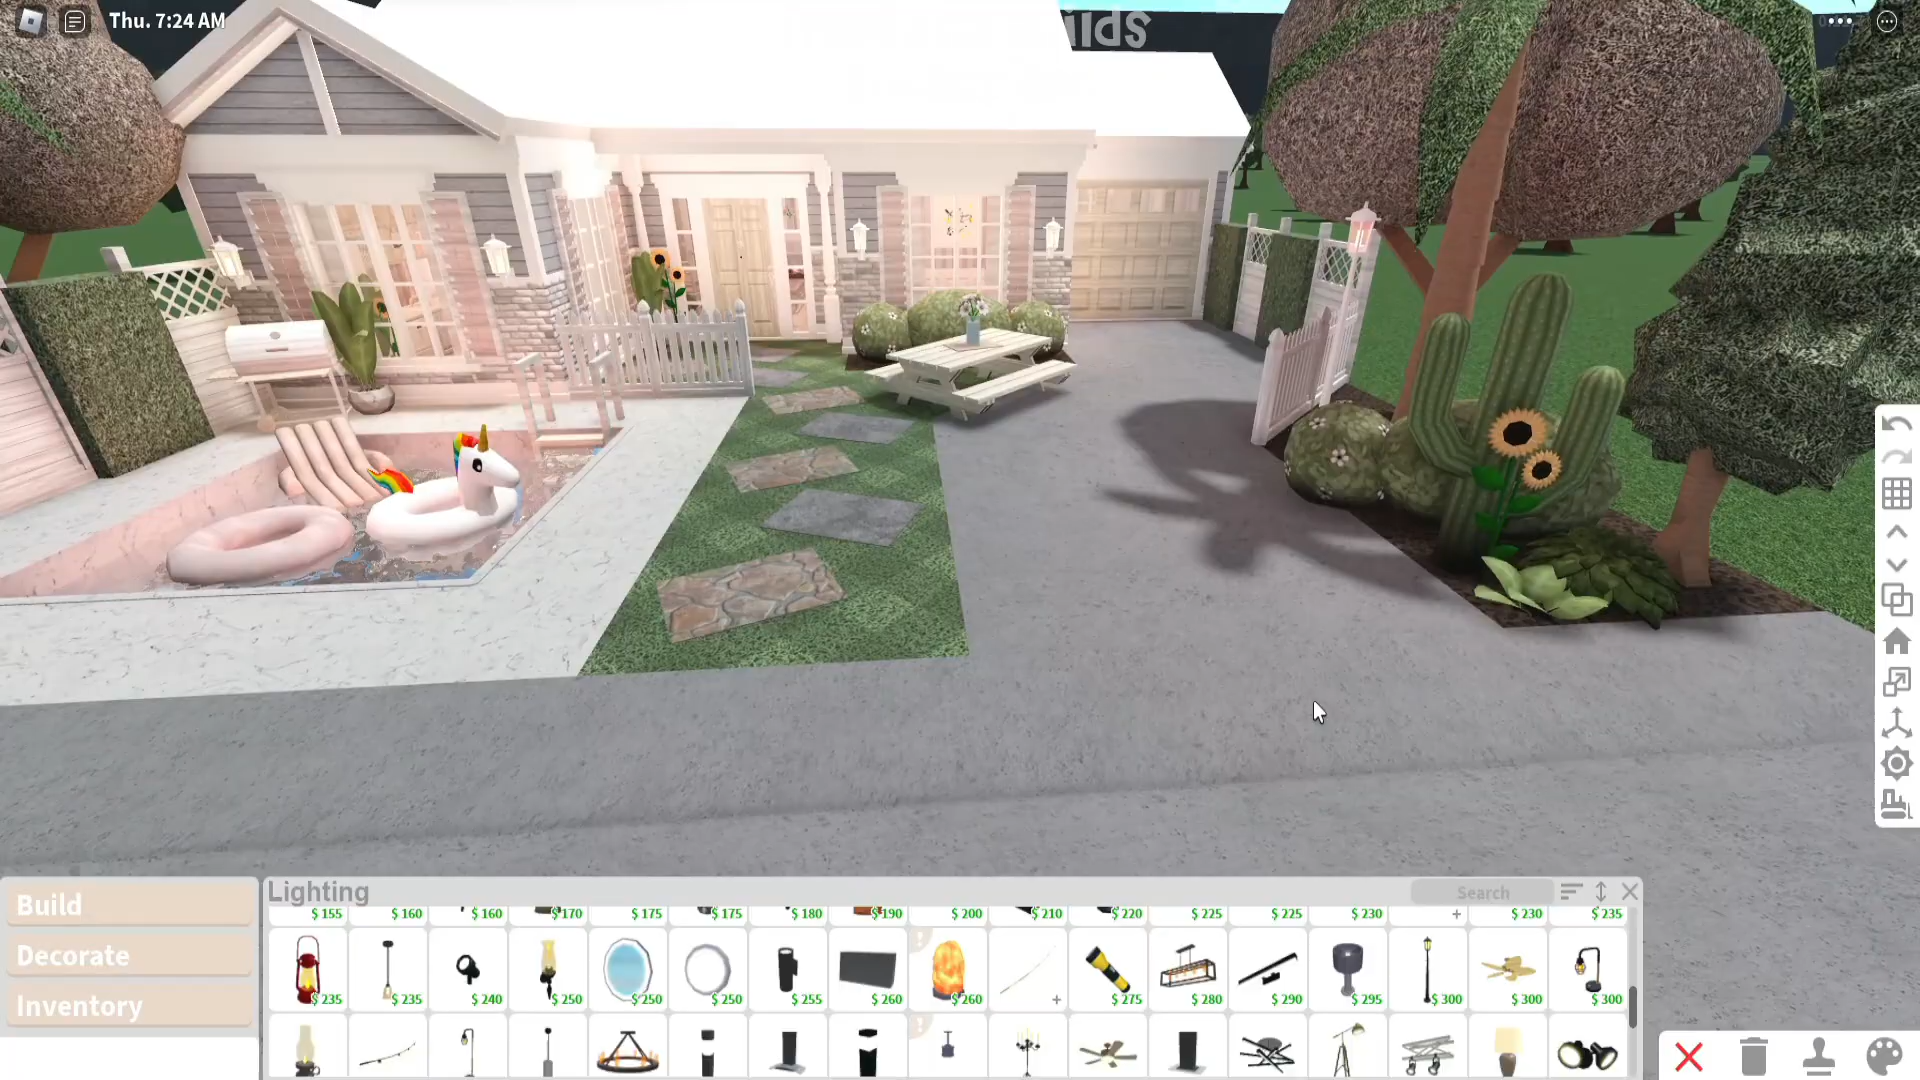 Thu. 7:24 AM
ilds
Build
Decorate
Inventory
Lighting
Search
$ 155 $ 160 $ 160 $170 $ 175 $ 175 $ 180 $ 190 $ 200 $ 210 $ 220 $ 225 $ 225 $ 230 + $ 230 $ 235
$ 235 $ 235 $ 240 $ 250 $ 250 $ 250 $ 255 $ 260 $ 260 + $ 275 $ 280 $ 290 $ 295 $ 300 $ 300 $ 300